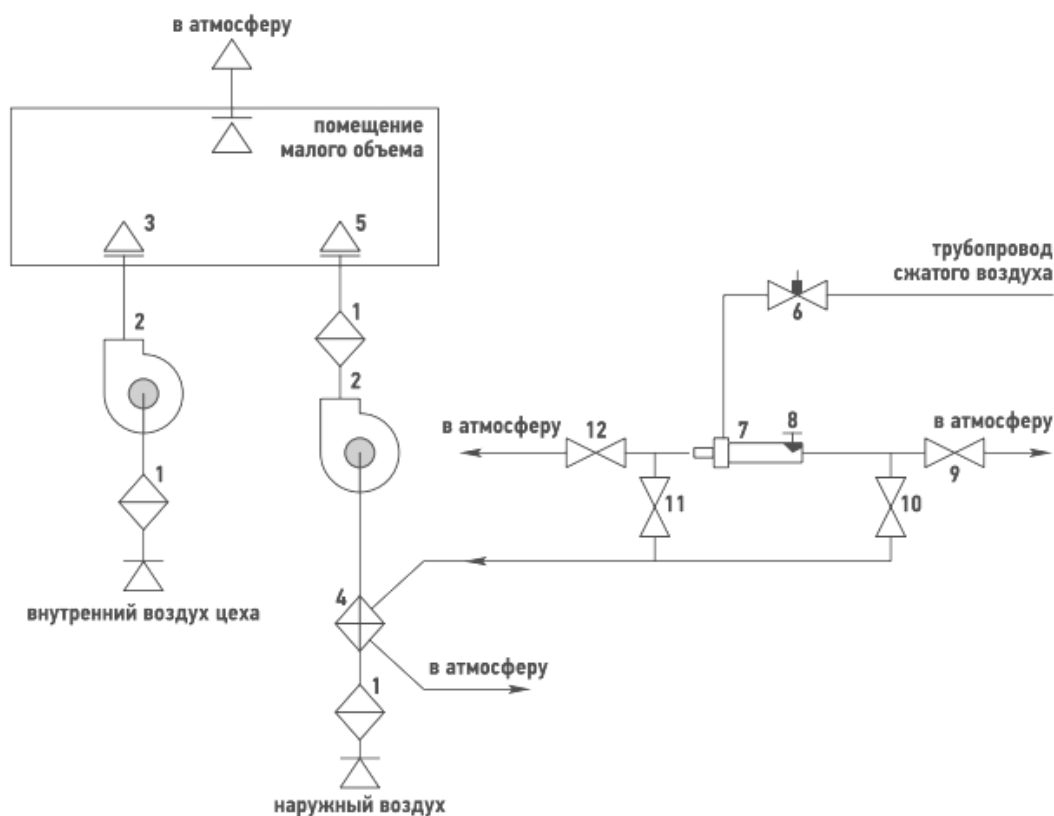 в атмосферу
помещение
малого объема
3
5
трубопровод
сжатого воздуха
6
2
1
2
1
в атмосферу
12
7
8
в атмосферу
9
11
10
внутренний воздух цеха
4
в атмосферу
1
наружный воздух